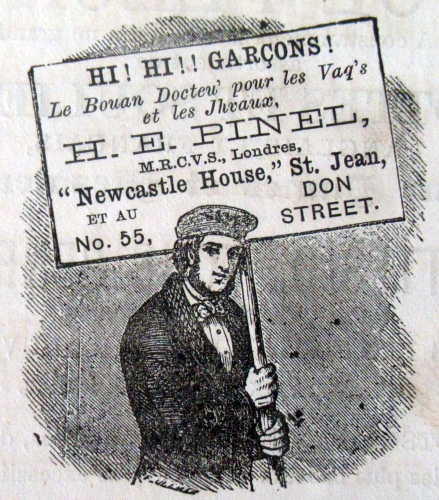 HI! HI!! GARÇONS!
Le Bouan Docteu' pour les Vaq's
et les Jhvaux,
H. E. PINEL,
M.R.C.V.S., Londres,
"Newcastle House," St. Jean,
ET AU
No. 55,
DON
STREET.